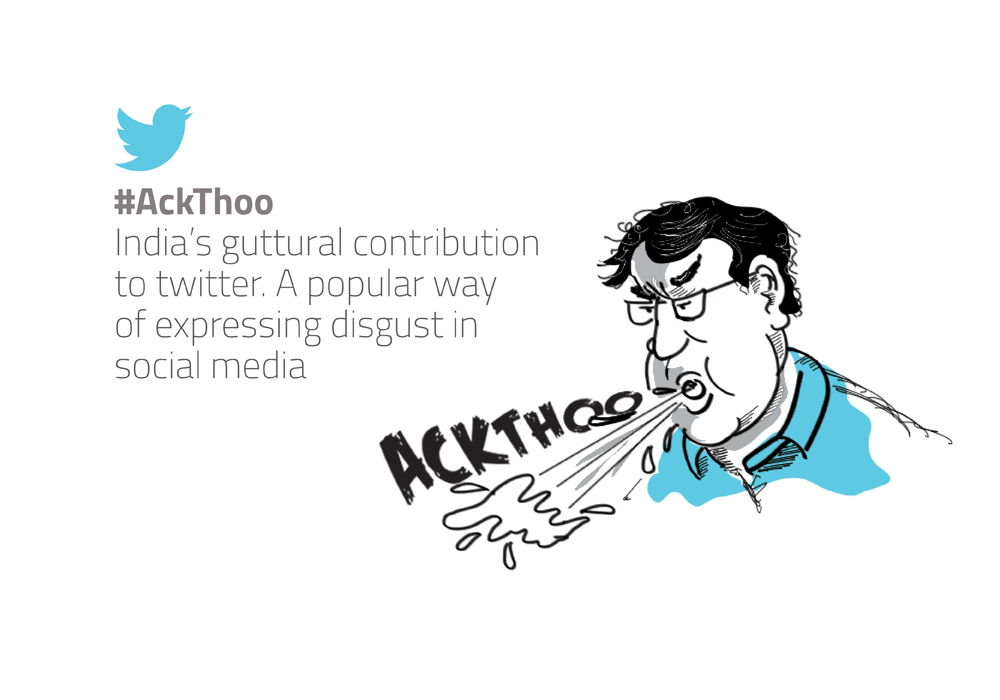 #AckThoo
India's guttural contribution
to twitter. A popular way
of expressing disgust in
social media
ACKTHOO